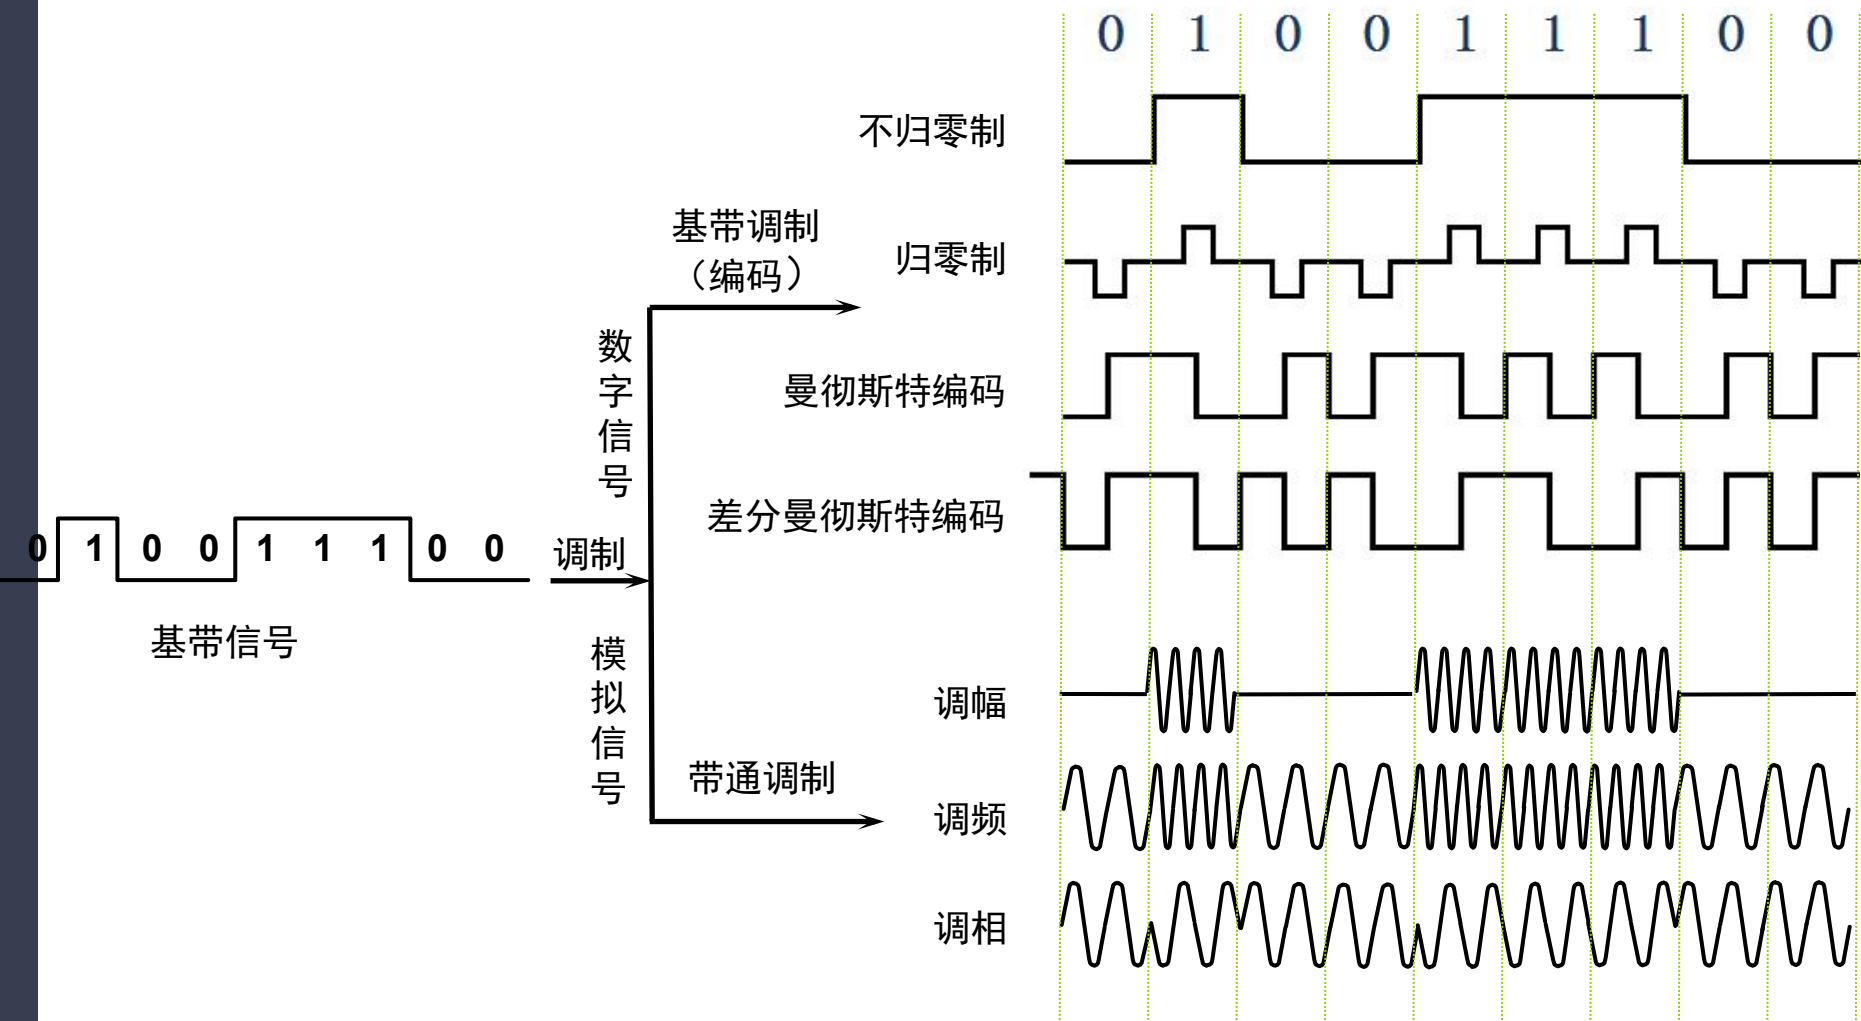 0 1 0 0 1 1 1 0 0
不归零制
基带调制
（编码）
归零制
数字信号
曼彻斯特编码
差分曼彻斯特编码
0 1 0 0 1 1 1 0 0
调制
基带信号
模拟信号
调幅
带通调制
调频
调相